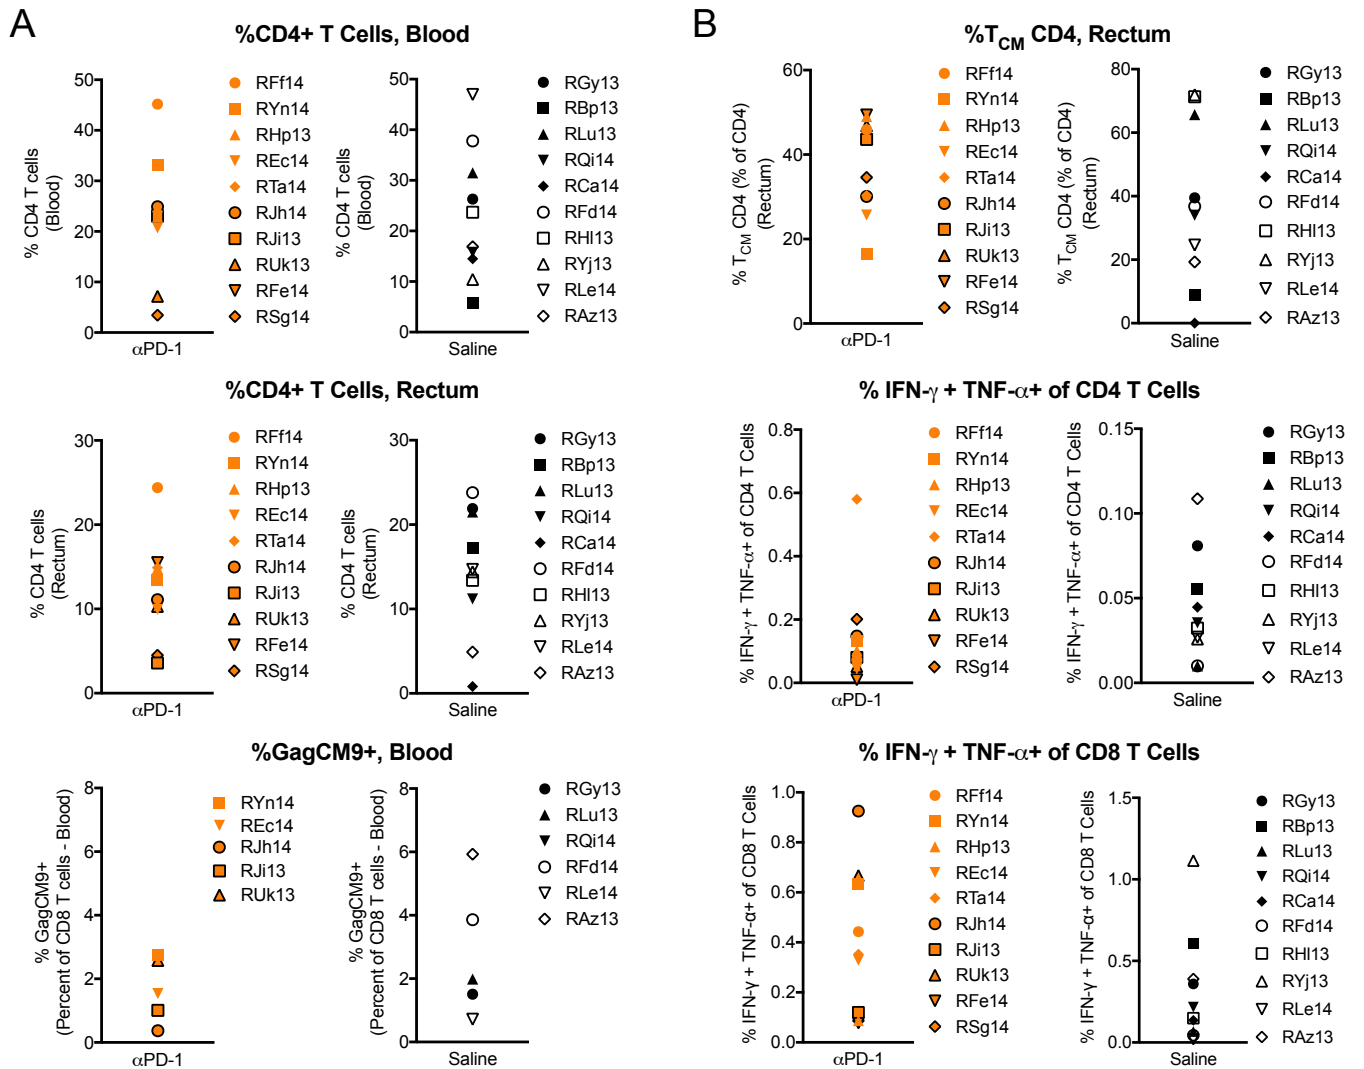 A
%CD4+ T Cells, Blood
% CD4 T cells
(Blood)
50
40
30
20
10
0
αPD-1
RFf14
RYn14
RHp13
REc14
RTa14
RJh14
RJi13
RUk13
RFe14
RSg14
% CD4 T cells
(Blood)
50
40
30
20
10
0
Saline
RGy13
RBp13
RLu13
RQi14
RCa14
RFd14
RHl13
RYj13
RLe14
RAz13
%CD4+ T Cells, Rectum
% CD4 T cells
(Rectum)
30
20
10
0
αPD-1
RFf14
RYn14
RHp13
REc14
RTa14
RJh14
RJi13
RUk13
RFe14
RSg14
% CD4 T cells
(Rectum)
30
20
10
0
Saline
RGy13
RBp13
RLu13
RQi14
RCa14
RFd14
RHl13
RYj13
RLe14
RAz13
%GagCM9+, Blood
% GagCM9+
(Percent of CD8 T cells - Blood)
8
6
4
2
0
αPD-1
RYn14
REc14
RJh14
RJi13
RUk13
% GagCM9+
(Percent of CD8 T cells - Blood)
8
6
4
2
0
Saline
RGy13
RLu13
RQi14
RFd14
RLe14
RAz13
B
%TCM CD4, Rectum
% TCM CD4 (% of CD4)
(Rectum)
60
40
20
0
αPD-1
RFf14
RYn14
RHp13
REc14
RTa14
RJh14
RJi13
RUk13
RFe14
RSg14
% TCM CD4 (% of CD4)
(Rectum)
80
60
40
20
0
Saline
RGy13
RBp13
RLu13
RQi14
RCa14
RFd14
RHl13
RYj13
RLe14
RAz13
% IFN-γ + TNF-α+ of CD4 T Cells
% IFN-γ + TNF-α+ of CD4 T Cells
0.8
0.6
0.4
0.2
0.0
αPD-1
RFf14
RYn14
RHp13
REc14
RTa14
RJh14
RJi13
RUk13
RFe14
RSg14
% IFN-γ + TNF-α+ of CD4 T Cells
0.15
0.10
0.05
0.00
Saline
RGy13
RBp13
RLu13
RQi14
RCa14
RFd14
RHl13
RYj13
RLe14
RAz13
% IFN-γ + TNF-α+ of CD8 T Cells
% IFN-γ + TNF-α+ of CD8 T Cells
1.0
0.8
0.6
0.4
0.2
0.0
αPD-1
RFf14
RYn14
RHp13
REc14
RTa14
RJh14
RJi13
RUk13
RFe14
RSg14
% IFN-γ + TNF-α+ of CD8 T Cells
1.5
1.0
0.5
0.0
Saline
RGy13
RBp13
RLu13
RQi14
RCa14
RFd14
RHl13
RYj13
RLe14
RAz13